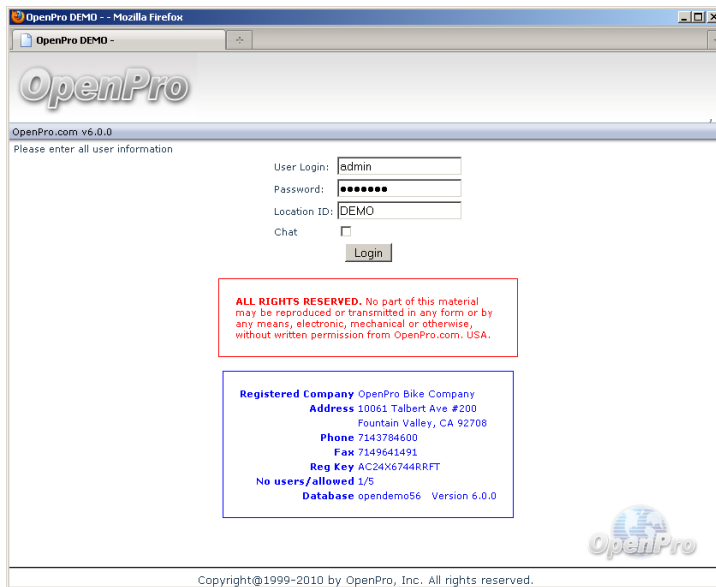 OpenPro DEMO - - Mozilla Firefox
OpenPro DEMO -
OpenPro
OpenPro.com v6.0.0
Please enter all user information
User Login: admin
Password: ●●●●●●●
Location ID: DEMO
Chat
Login
ALL RIGHTS RESERVED. No part of this material
may be reproduced or transmitted in any form or by
any means, electronic, mechanical or otherwise,
without written permission from OpenPro.com. USA.
Registered Company OpenPro Bike Company
Address 10061 Talbert Ave #200
Fountain Valley, CA 92708
Phone 7143784600
Fax 7149641491
Reg Key AC24X6744RRFT
No users/allowed 1/5
Database opendemo56 Version 6.0.0
OpenPro
Copyright@1999-2010 by OpenPro, Inc. All rights reserved.